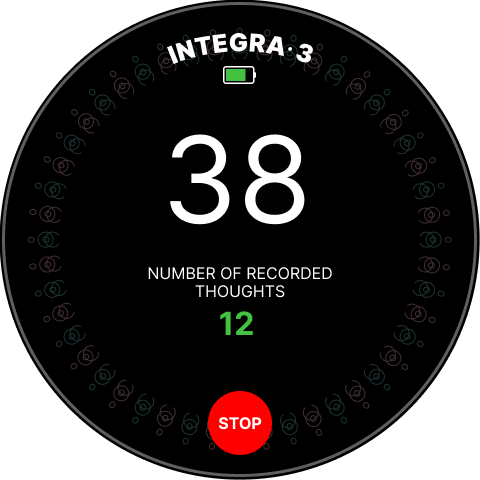 INTEGRA·3
38
NUMBER OF RECORDED
THOUGHTS
12
STOP